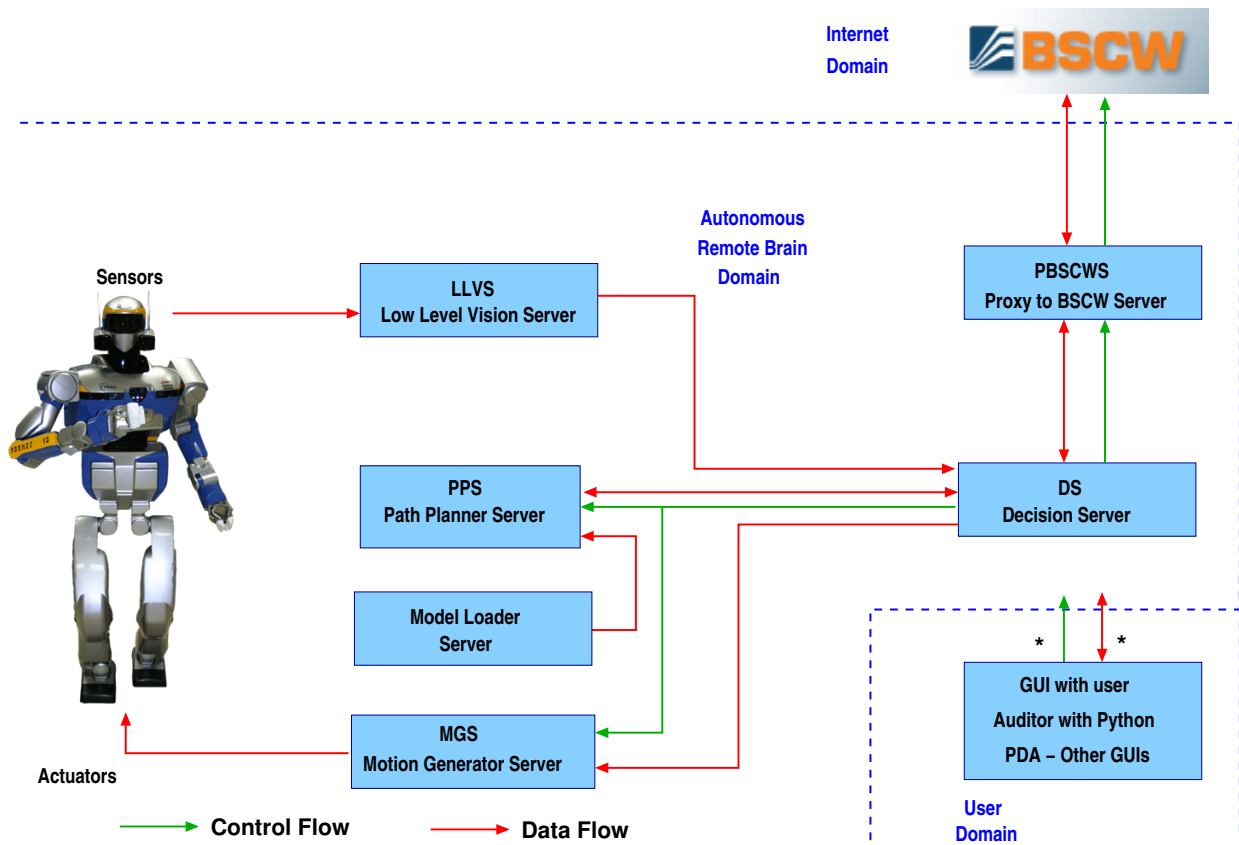 Internet
Domain
BSCW
Autonomous
Remote Brain
Domain
Sensors
LLVS
Low Level Vision Server
PBSCWS
Proxy to BSCW Server
PPS
Path Planner Server
DS
Decision Server
Model Loader
Server
* *
GUI with user
Auditor with Python
PDA – Other GUIs
MGS
Motion Generator Server
Actuators
User
Domain
Control Flow
Data Flow